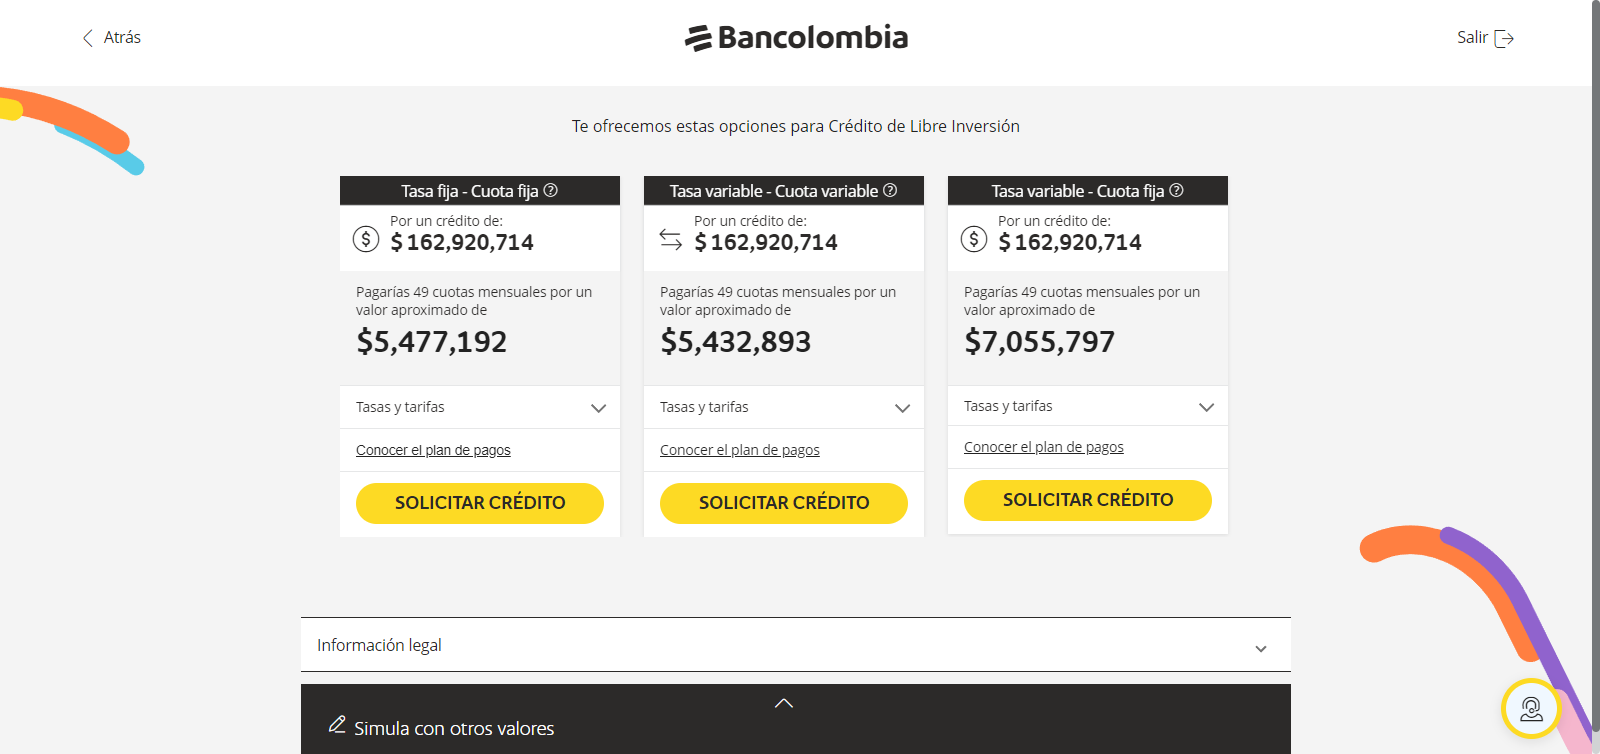 Atrás
Bancolombia
Salir
Te ofrecemos estas opciones para Crédito de Libre Inversión
Tasa fija - Cuota fija ?
Por un crédito de:
$ 162,920,714
Pagarías 49 cuotas mensuales por un
valor aproximado de
$5,477,192
Tasas y tarifas
Conocer el plan de pagos
SOLICITAR CRÉDITO
Tasa variable - Cuota variable ?
Por un crédito de:
$ 162,920,714
Pagarías 49 cuotas mensuales por un
valor aproximado de
$5,432,893
Tasas y tarifas
Conocer el plan de pagos
SOLICITAR CRÉDITO
Tasa variable - Cuota fija ?
Por un crédito de:
$ 162,920,714
Pagarías 49 cuotas mensuales por un
valor aproximado de
$7,055,797
Tasas y tarifas
Conocer el plan de pagos
SOLICITAR CRÉDITO
Información legal
Simula con otros valores